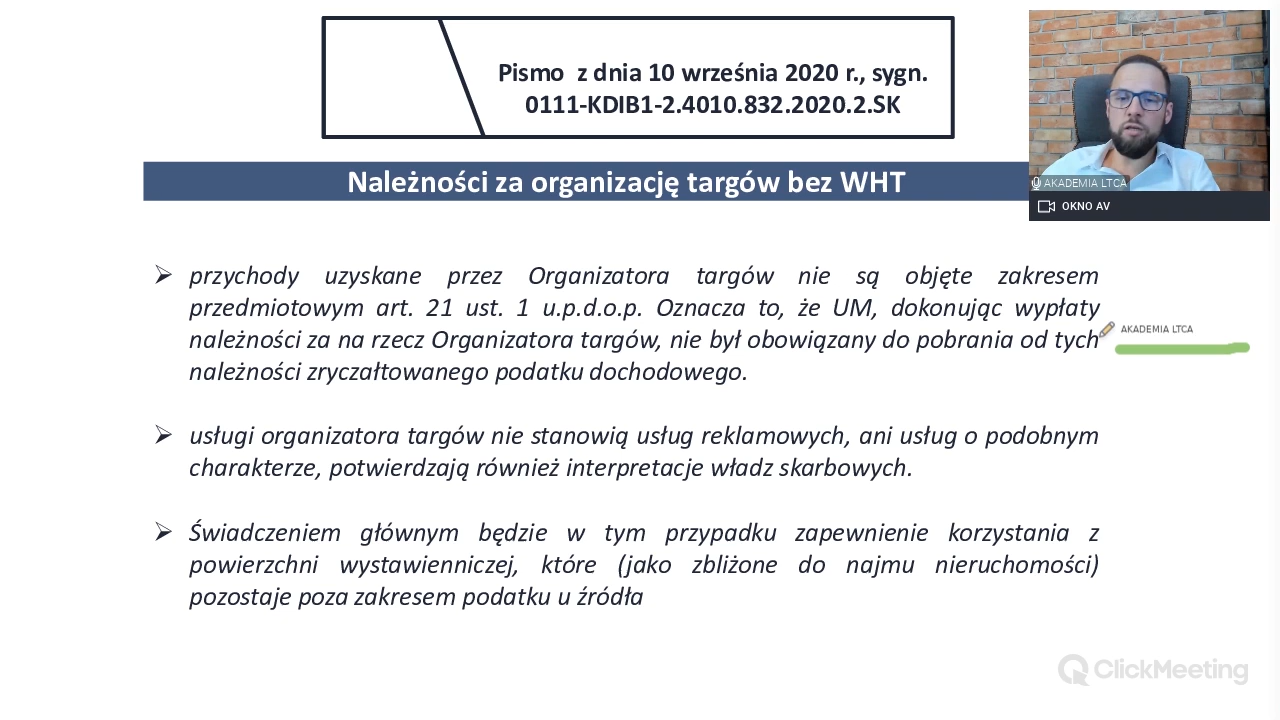 Pismo z dnia 10 września 2020 r., sygn.
0111-KDIB1-2.4010.832.2020.2.SK
Należności za organizację targów bez WHT
AKADEMIA LTCA
OKNO AV
przychody uzyskane przez Organizatora targów nie są objęte zakresem
przedmiotowym art. 21 ust. 1 u.p.d.o.p. Oznacza to, że UM, dokonując wypłaty
należności za na rzecz Organizatora targów, nie był obowiązany do pobrania od tych
należności zryczałtowanego podatku dochodowego.
AKADEMIA LTCA
usługi organizatora targów nie stanowią usług reklamowych, ani usług o podobnym
charakterze, potwierdzają również interpretacje władz skarbowych.
Świadczeniem głównym będzie w tym przypadku zapewnienie korzystania z
powierzchni wystawienniczej, które (jako zbliżone do najmu nieruchomości)
pozostaje poza zakresem podatku u źródła
ClickMeeting